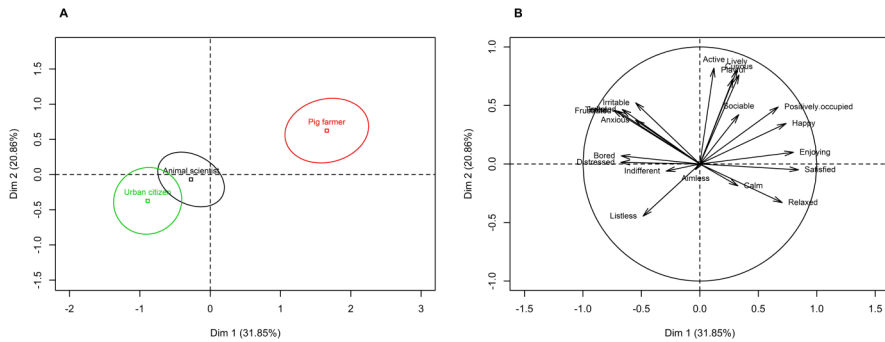 A
Dim 2 (20.86%)
1.5
1.0
0.5
0.0
-0.5
-1.0
-1.5
Pig farmer
Animal scientist
Urban citizen
-2
-1
0
1
2
3
Dim 1 (31.85%)
B
Dim 2 (20.86%)
1.0
0.5
0.0
-0.5
-1.0
Active
Lively
Curious
Playful
Irritable
Anxious
Sociable
Positively.occupied
Happy
Bored
Distressed
Indifferent
Aimless
Enjoying
Satisfied
Calm
Relaxed
Listless
-1.5
-1.0
-0.5
0.0
0.5
1.0
1.5
Dim 1 (31.85%)